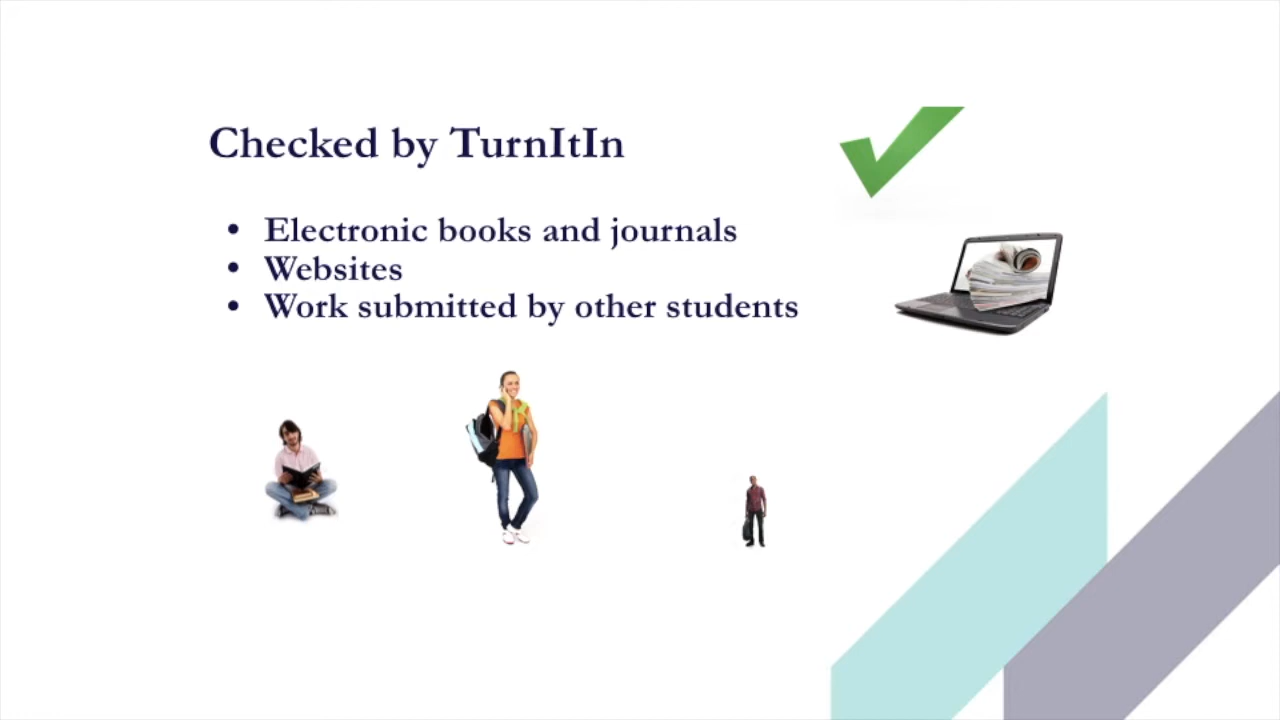 Checked by TurnItIn
• Electronic books and journals
• Websites
• Work submitted by other students